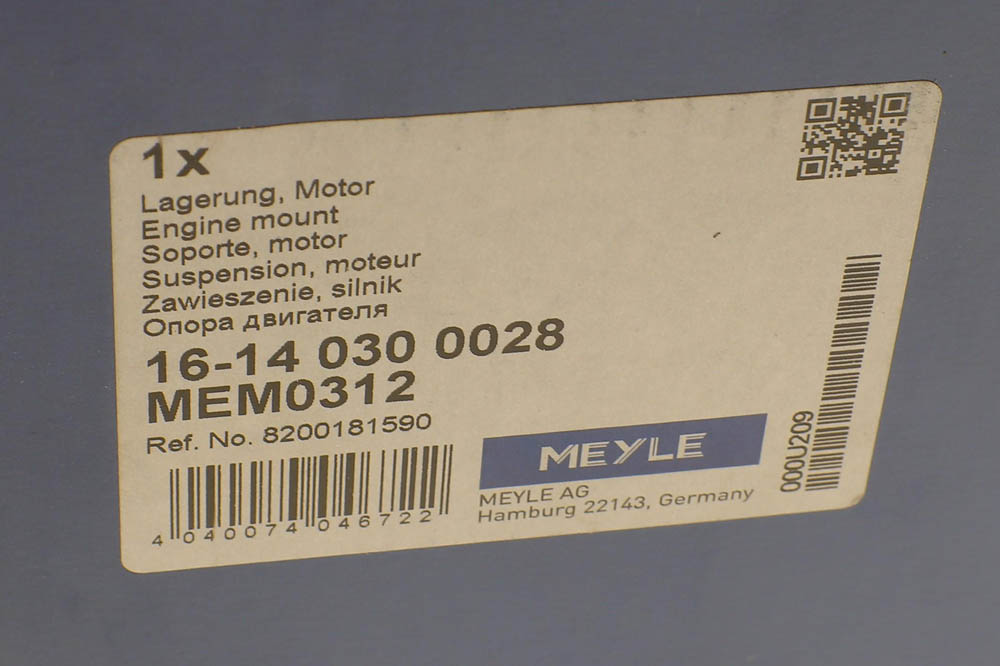 1x
Lagerung, Motor
Engine mount
Soporte, motor
Suspension, moteur
Zawieszenie, silnik
Опора двигателя
16-14 030 0028
MEM0312
Ref. No. 8200181590
4 040074 046722
MEYLE
MEYLE AG
Hamburg 22143, Germany
000U209